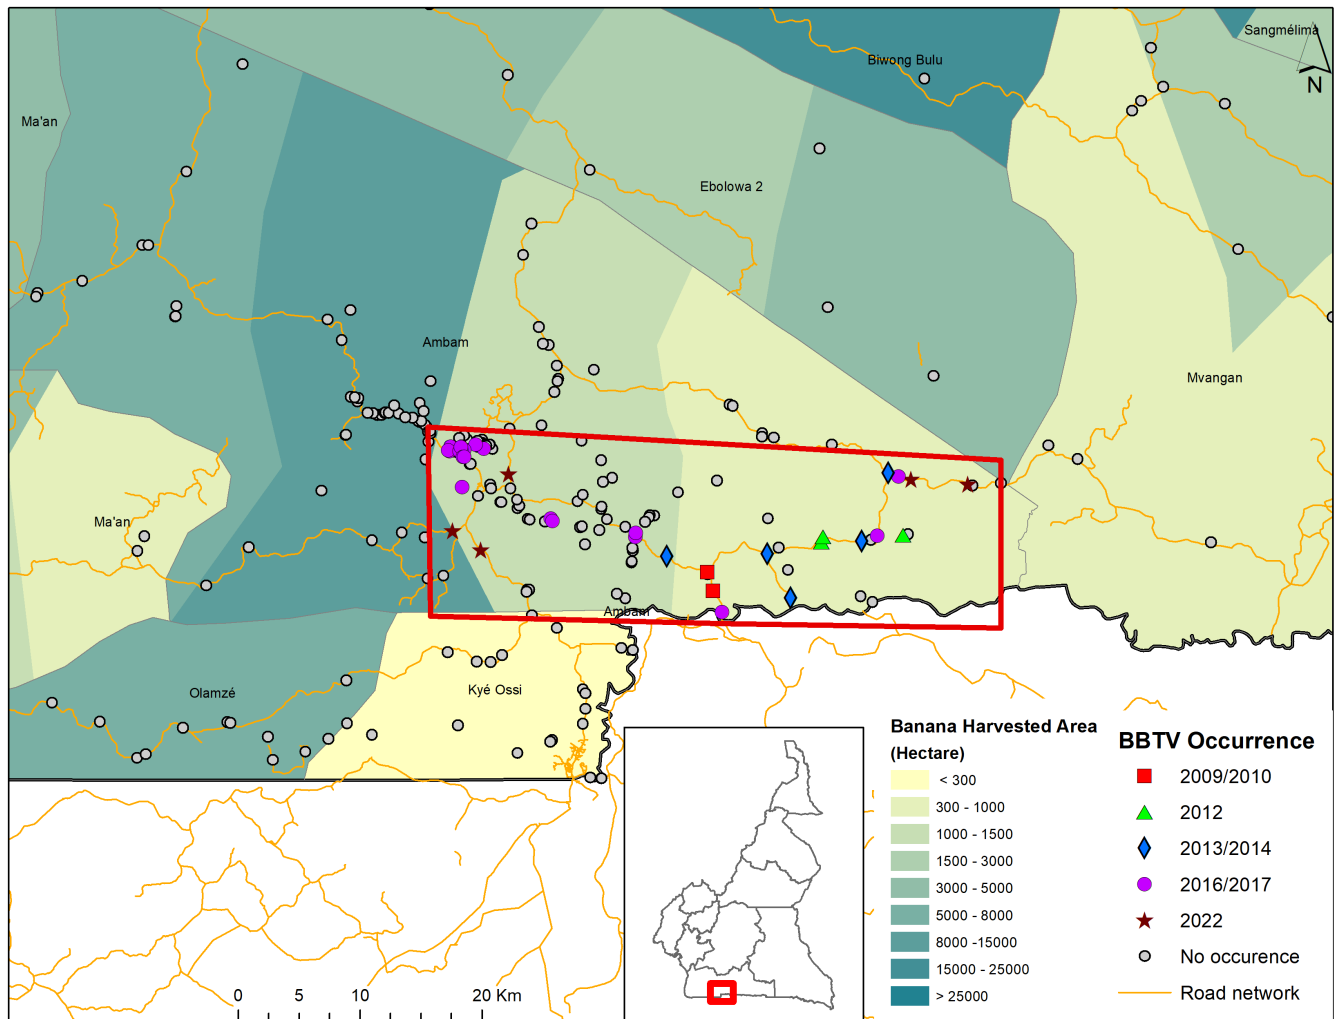 Sangmélima
Biwong Bulu
N
Ma'an
Ebolowa 2
Ambam
Mvangan
Ma'an
Ambam
Olamzé
Kyé Ossi
Banana Harvested Area
(Hectare)
< 300
300 - 1000
1000 - 1500
1500 - 3000
3000 - 5000
5000 - 8000
8000 -15000
15000 - 25000
> 25000
BBTV Occurrence
2009/2010
2012
2013/2014
2016/2017
2022
No occurence
Road network
0 5 10 20 Km